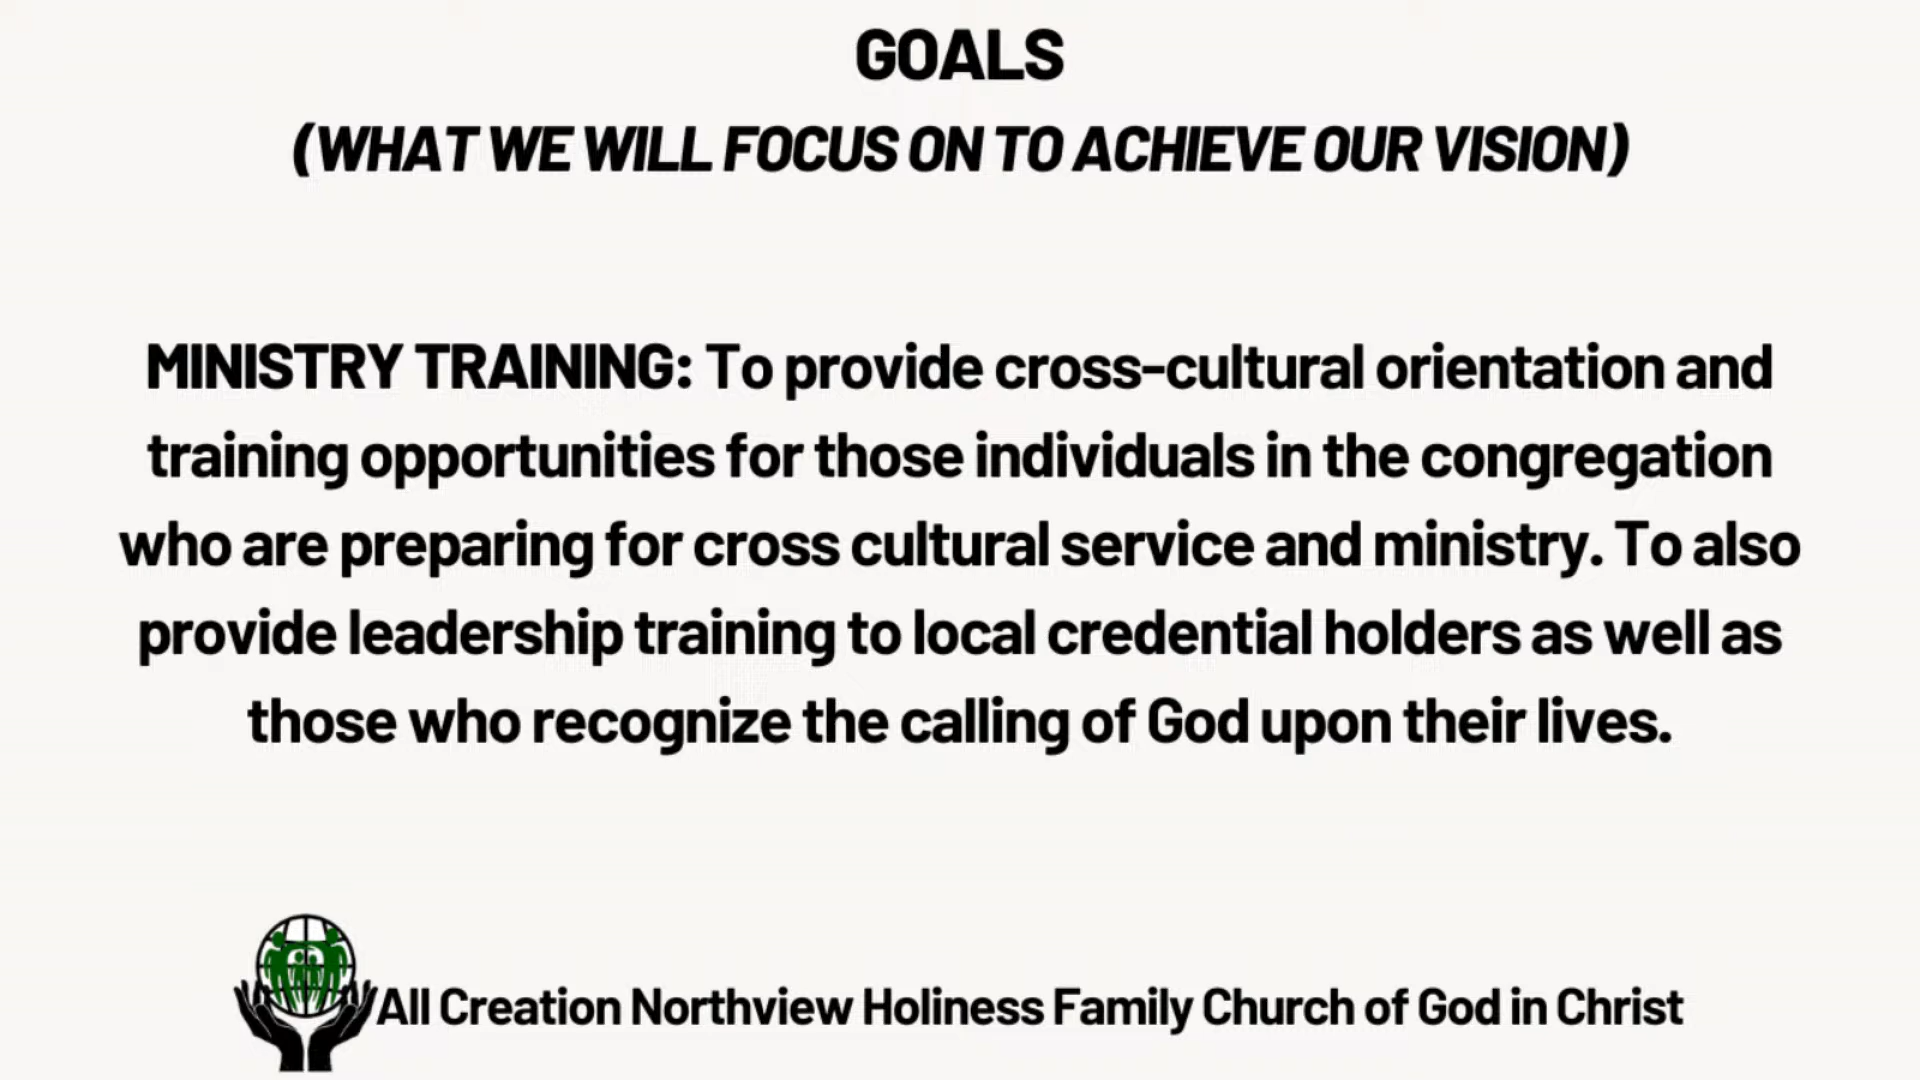 GOALS
(WHAT WE WILL FOCUS ON TO ACHIEVE OUR VISION)
MINISTRY TRAINING: To provide cross-cultural orientation and
training opportunities for those individuals in the congregation
who are preparing for cross cultural service and ministry. To also
provide leadership training to local credential holders as well as
those who recognize the calling of God upon their lives.
All Creation Northview Holiness Family Church of God in Christ